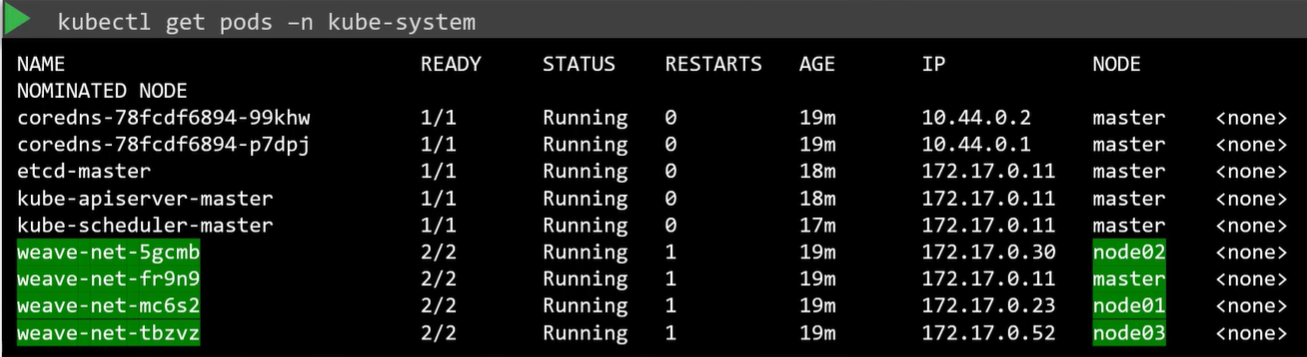 kubectl get pods –n kube-system
NAME READY STATUS RESTARTS AGE IP NODE
NOMINATED NODE
coredns-78fcdf6894-99khw 1/1 Running 0 19m 10.44.0.2 master <none>
coredns-78fcdf6894-p7dpj 1/1 Running 0 19m 10.44.0.1 master <none>
etcd-master 1/1 Running 0 18m 172.17.0.11 master <none>
kube-apiserver-master 1/1 Running 0 18m 172.17.0.11 master <none>
kube-scheduler-master 1/1 Running 0 17m 172.17.0.11 master <none>
weave-net-5gcmb 2/2 Running 1 19m 172.17.0.30 node02 <none>
weave-net-fr9n9 2/2 Running 1 19m 172.17.0.11 master <none>
weave-net-mc6s2 2/2 Running 1 19m 172.17.0.23 node01 <none>
weave-net-tbzvz 2/2 Running 1 19m 172.17.0.52 node03 <none>